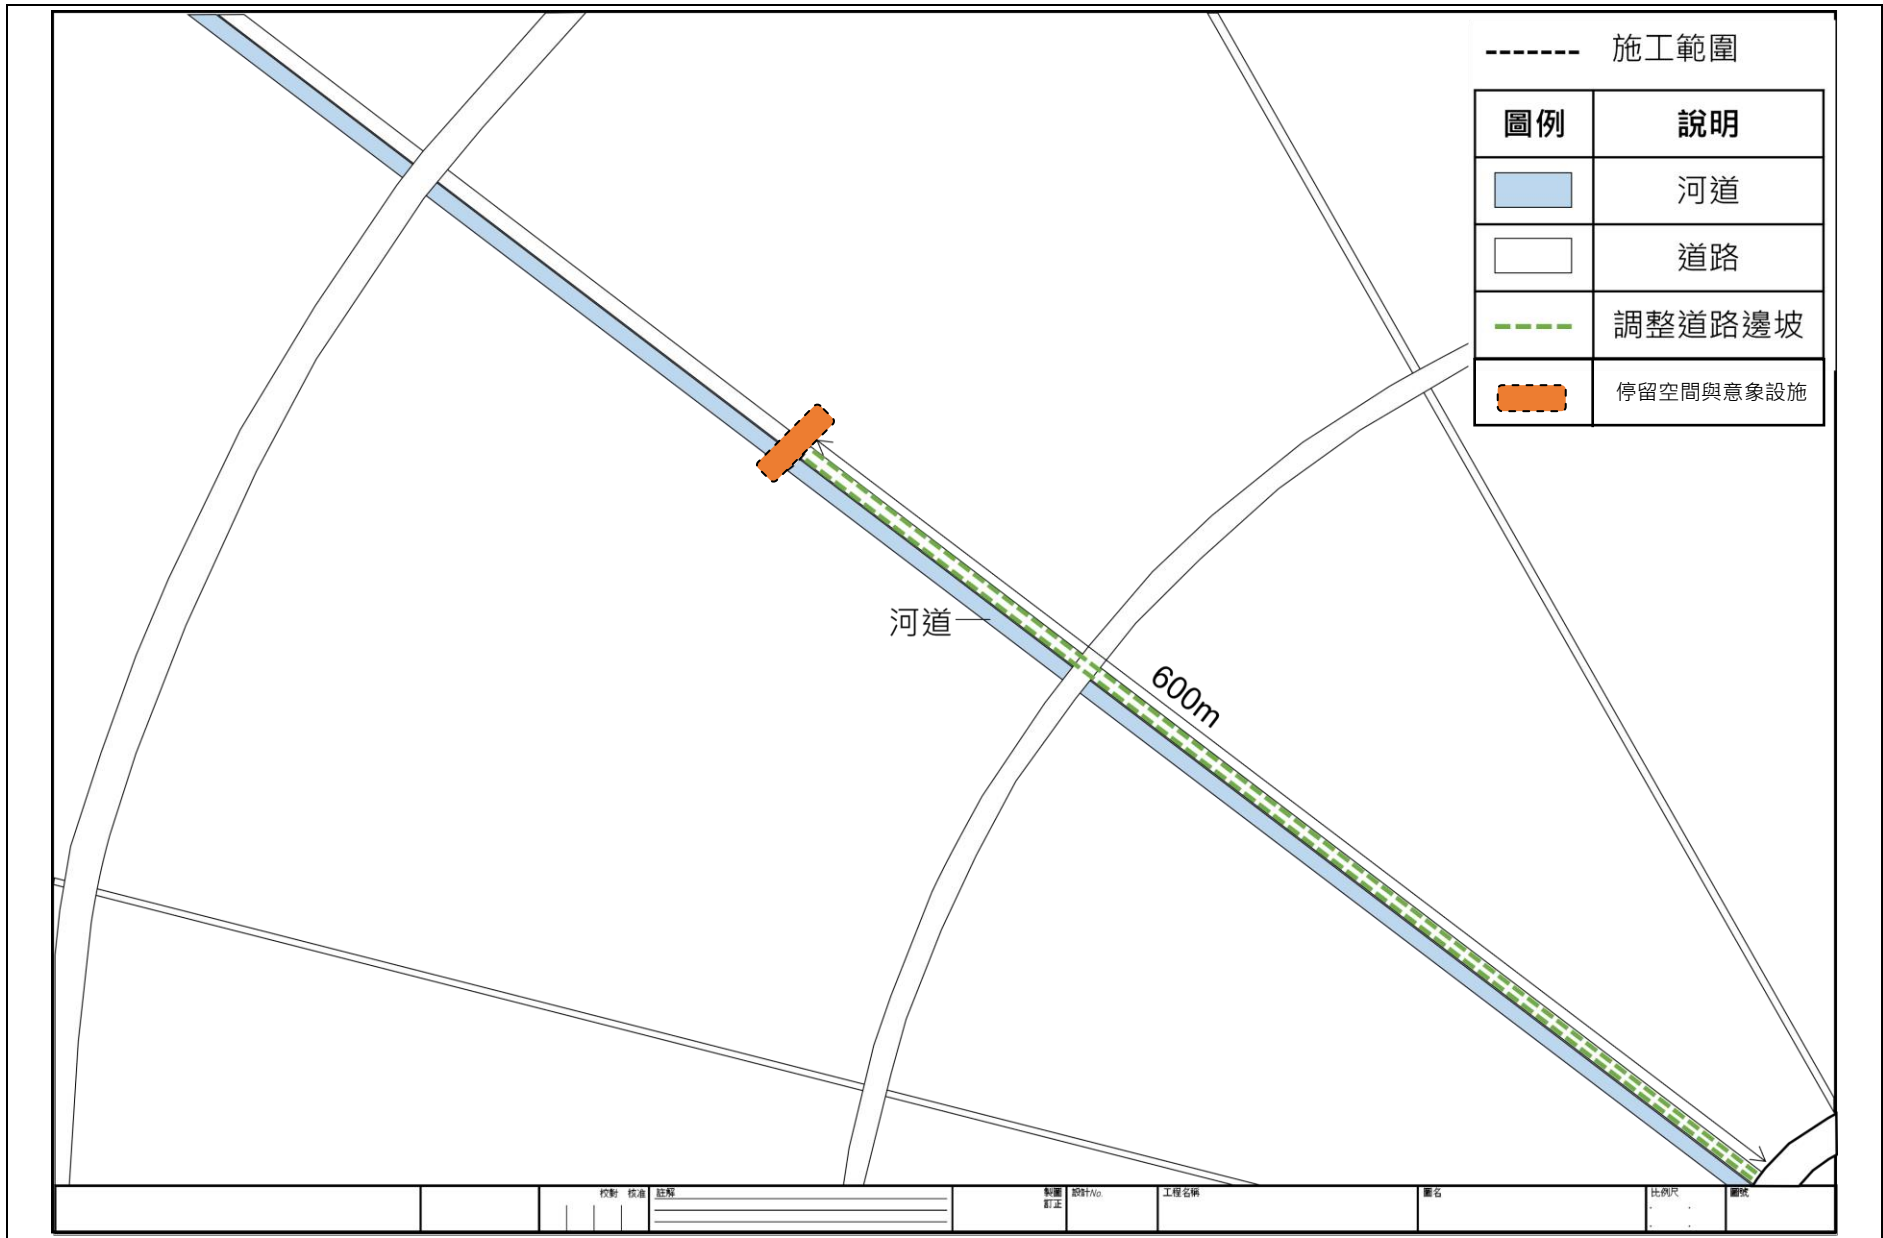 施工範圍
圖例 說明
河道
道路
調整道路邊坡
停留空間與意象設施
河道
600m
校對 核准 註解 製圖 設計No. 工程名稱 圖名 比例尺 圖號
訂正